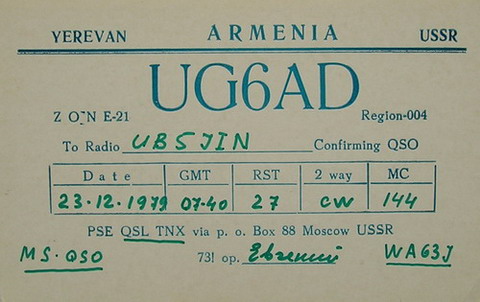 YEREVAN ARMENIA USSR
UG6AD
ZON E-21 Region-004
To Radio UB5JIN Confirming QSO
Date GMT RST 2 way MC
23.12.1979 07-40 27 CW 144
PSE QSL TNX via p. o. Box 88 Moscow USSR
MS-QSO 73! op. Евгений WA63J